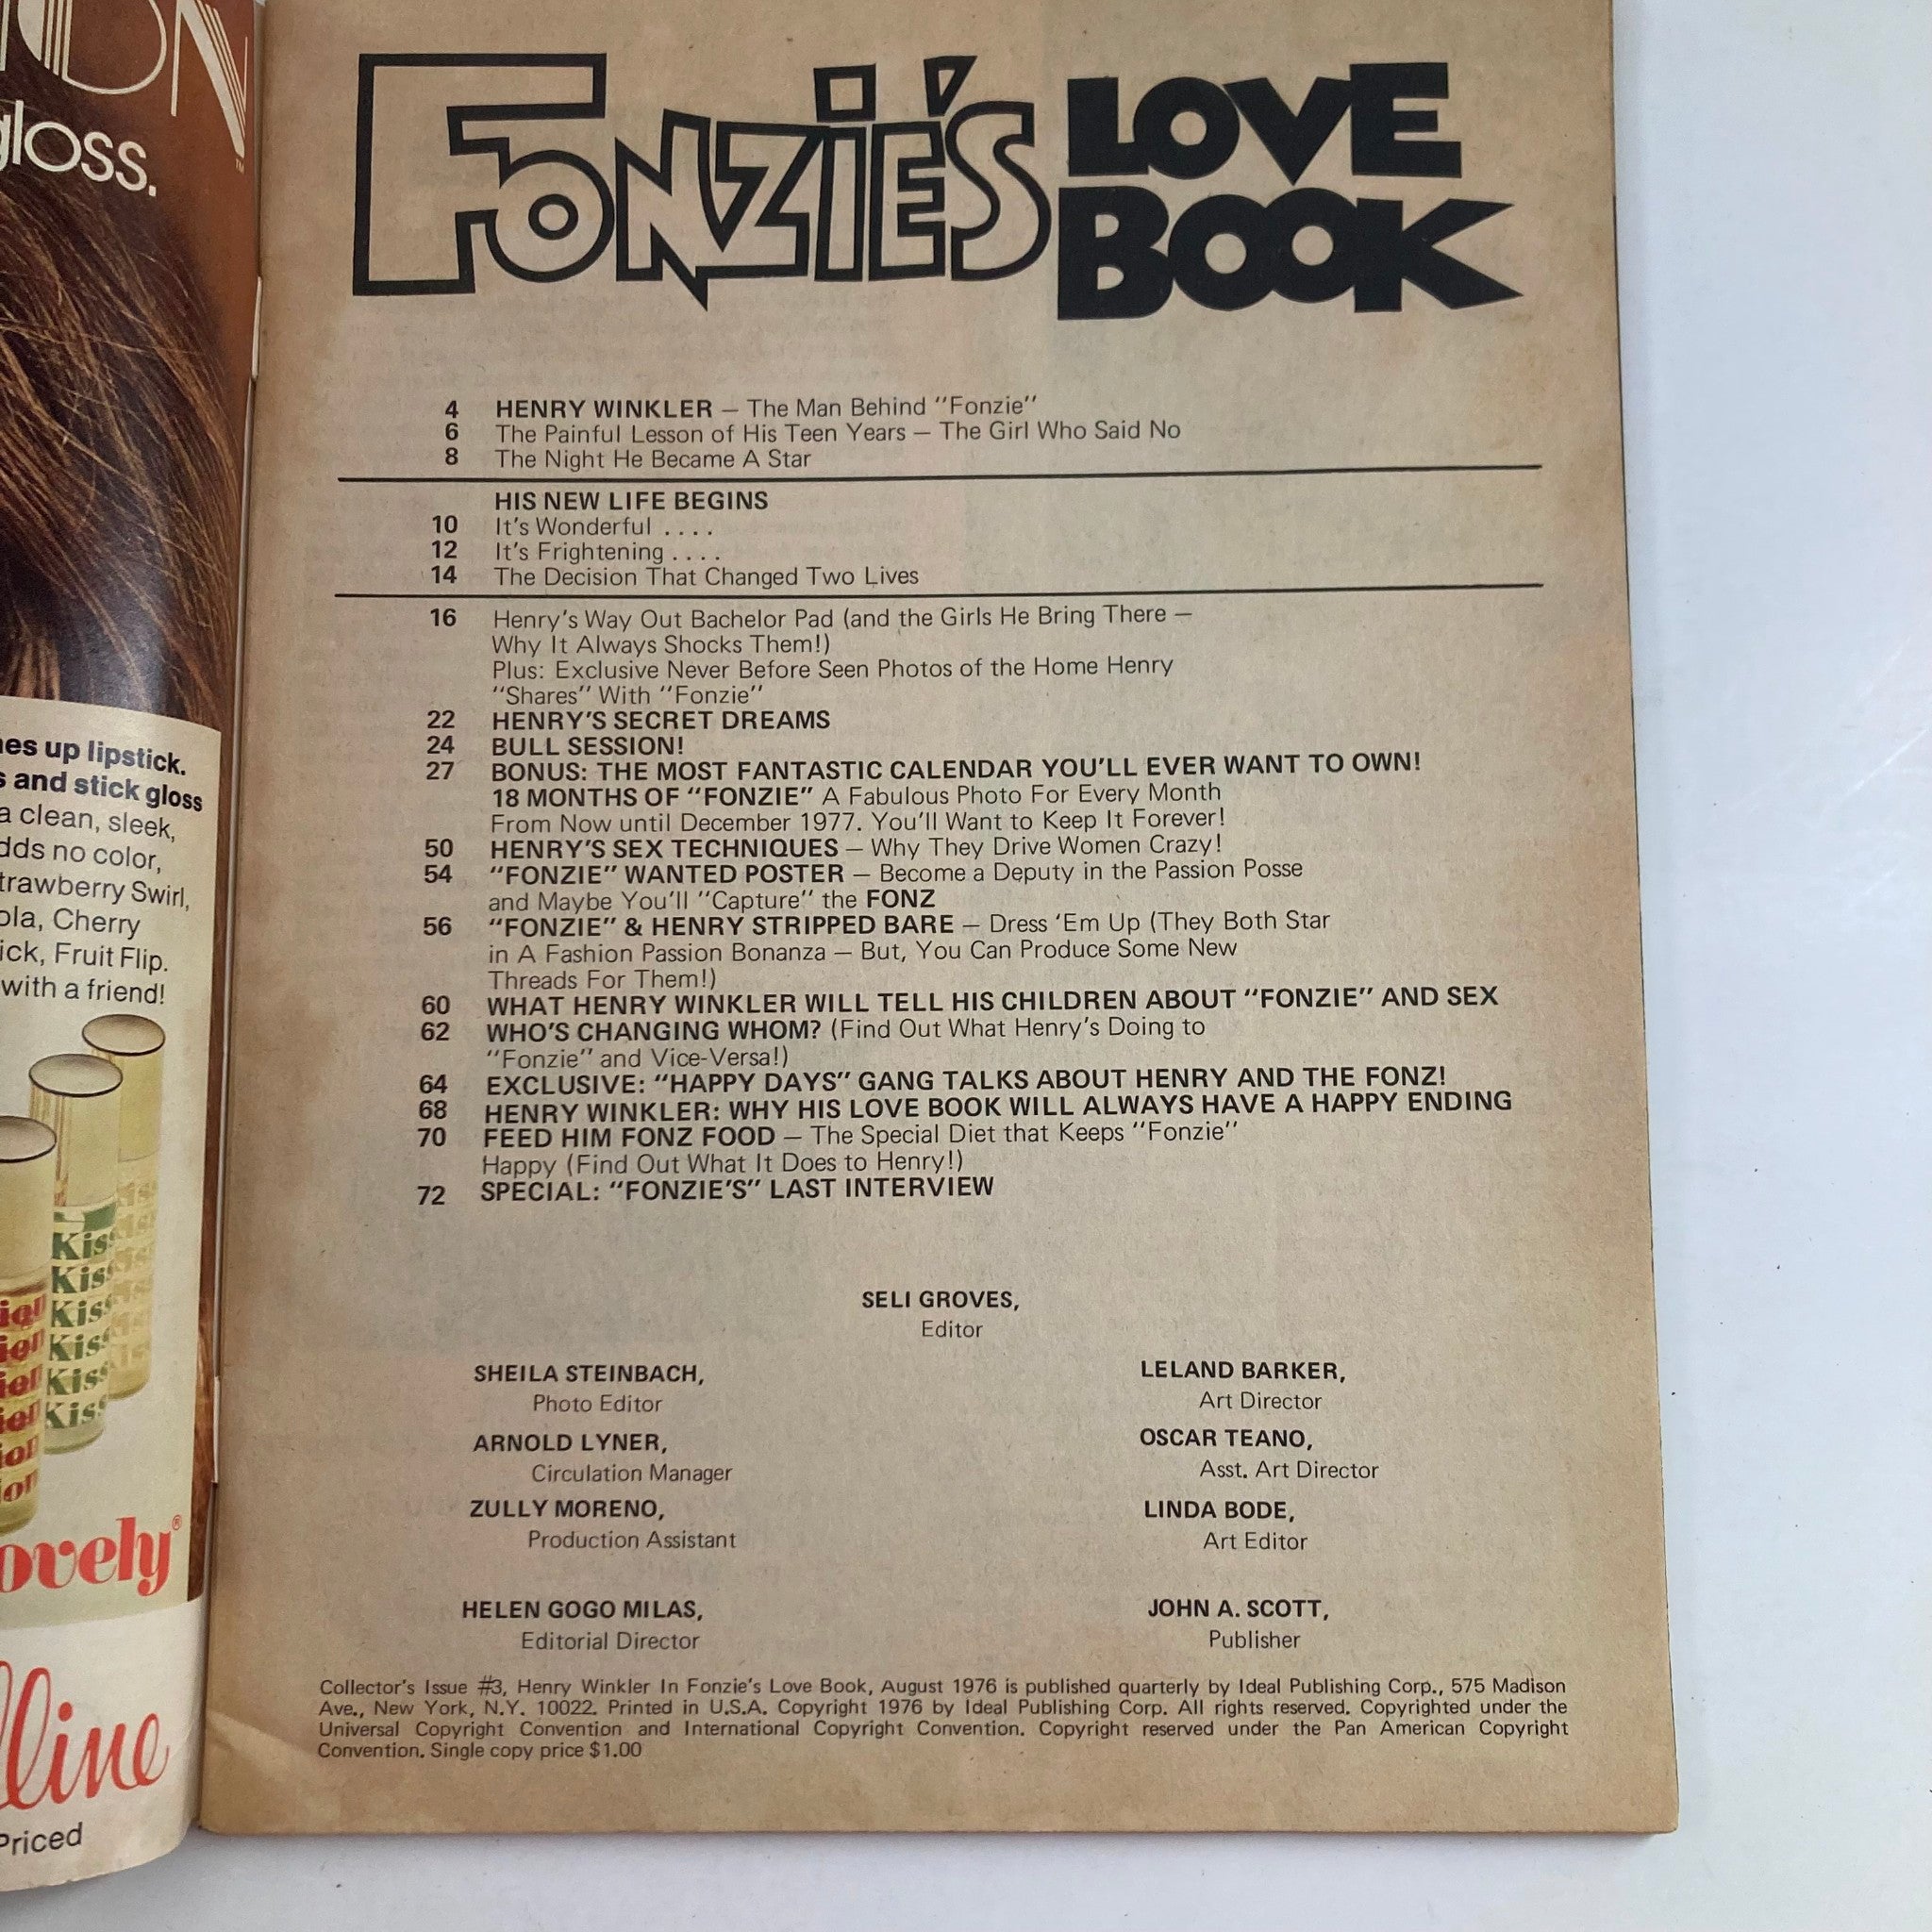 gloss.
up lipstick.
and stick gloss
a clean, sleek,
no color,
Swirl,
Cherry
Fruit Flip.
with a friend!
Kiss
Kiss
Kiss
Kiss
Kiss
Kiss
Priced
FONZIE'S LOVE
BOOK
4 HENRY WINKLER — The Man Behind "Fonzie"
6 The Painful Lesson of His Teen Years — The Girl Who Said No
8 The Night He Became A Star
HIS NEW LIFE BEGINS
10 It's Wonderful . . . .
12 It's Frightening . . . .
14 The Decision That Changed Two Lives
16 Henry's Way Out Bachelor Pad (and the Girls He Bring There —
Why It Always Shocks Them!)
Plus: Exclusive Never Before Seen Photos of the Home Henry
"Shares" With "Fonzie"
22 HENRY'S SECRET DREAMS
24 BULL SESSION!
27 BONUS: THE MOST FANTASTIC CALENDAR YOU'LL EVER WANT TO OWN!
18 MONTHS OF "FONZIE" A Fabulous Photo For Every Month
From Now until December 1977. You'll Want to Keep It Forever!
50 HENRY'S SEX TECHNIQUES — Why They Drive Women Crazy!
54 "FONZIE" WANTED POSTER — Become a Deputy in the Passion Posse
and Maybe You'll "Capture" the FONZ
56 "FONZIE" & HENRY STRIPPED BARE — Dress 'Em Up (They Both Star
in A Fashion Passion Bonanza — But, You Can Produce Some New
Threads For Them!)
60 WHAT HENRY WINKLER WILL TELL HIS CHILDREN ABOUT "FONZIE" AND SEX
62 WHO'S CHANGING WHOM? (Find Out What Henry's Doing to
"Fonzie" and Vice-Versa!)
64 EXCLUSIVE: "HAPPY DAYS" GANG TALKS ABOUT HENRY AND THE FONZ!
68 HENRY WINKLER: WHY HIS LOVE BOOK WILL ALWAYS HAVE A HAPPY ENDING
70 FEED HIM FONZ FOOD — The Special Diet that Keeps "Fonzie"
Happy (Find Out What It Does to Henry!)
72 SPECIAL: "FONZIE'S" LAST INTERVIEW
SELI GROVES,
Editor
SHEILA STEINBACH,
Photo Editor
LELAND BARKER,
Art Director
ARNOLD LYNER,
Circulation Manager
OSCAR TEANO,
Asst. Art Director
ZULLY MORENO,
Production Assistant
LINDA BODE,
Art Editor
HELEN GOGO MILAS,
Editorial Director
JOHN A. SCOTT,
Publisher
Collector's Issue #3, Henry Winkler In Fonzie's Love Book, August 1976 is published quarterly by Ideal Publishing Corp., 575 Madison
Ave., New York, N.Y. 10022. Printed in U.S.A. Copyright 1976 by Ideal Publishing Corp. All rights reserved. Copyrighted under the
Universal Copyright Convention and International Copyright Convention. Copyright reserved under the Pan American Copyright
Convention. Single copy price $1.00